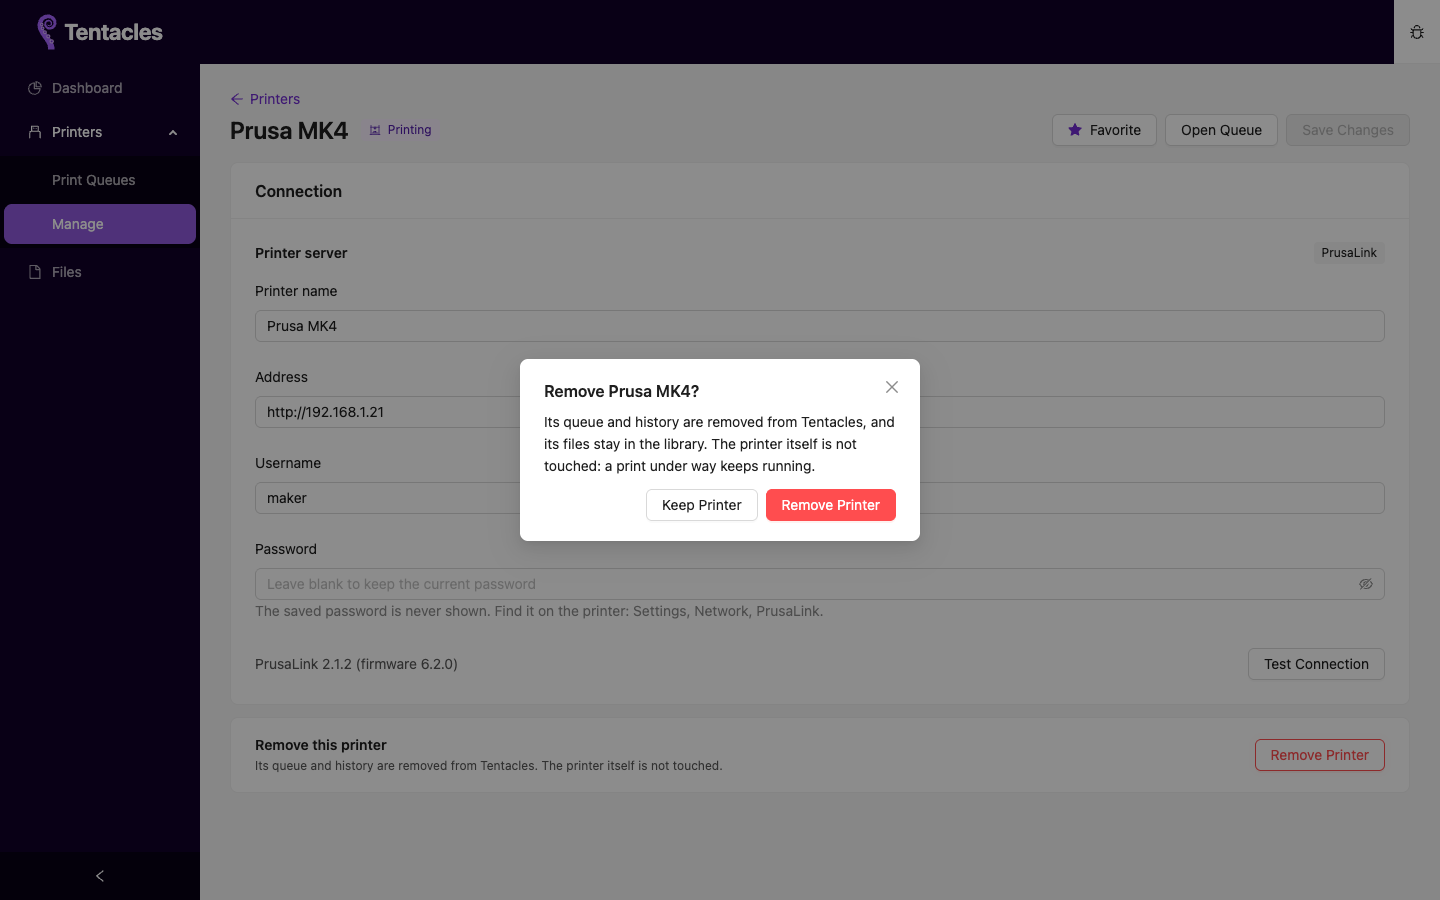 Tentacles
Dashboard
Printers
Print Queues
Manage
Files
Printers
Prusa MK4
Printing
Favorite
Open Queue
Save Changes
Connection
Printer server
PrusaLink
Printer name
Prusa MK4
Address
http://192.168.1.21
Username
maker
Password
Leave blank to keep the current password
The saved password is never shown. Find it on the printer: Settings, Network, PrusaLink.
PrusaLink 2.1.2 (firmware 6.2.0)
Test Connection
Remove this printer
Its queue and history are removed from Tentacles. The printer itself is not touched.
Remove Printer
Remove Prusa MK4?
Its queue and history are removed from Tentacles, and
its files stay in the library. The printer itself is not
touched: a print under way keeps running.
Keep Printer
Remove Printer